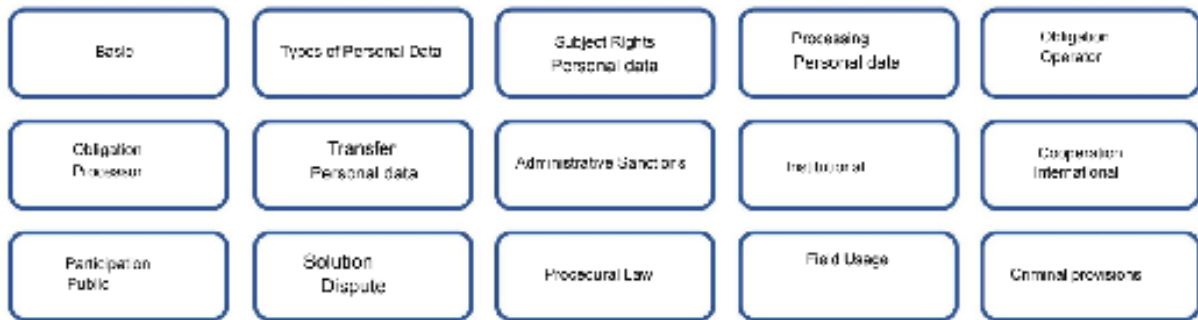 Basic
Types of Personal Data
Subject Rights
Personal data
Processing
Personal data
Obligation
Operator
Obligation
Processor
Transfer
Personal data
Administrative Sanctions
Institutional
Cooperation
International
Participation
Public
Solution
Dispute
Procedural Law
Field Usage
Criminal provisions